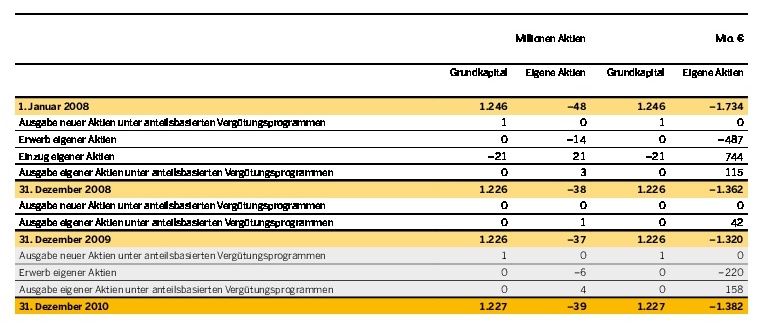 Millionen Aktien Mio. €
Grundkapital Eigene Aktien Grundkapital Eigene Aktien
1. Januar 2008 1.246 –48 1.246 –1.734
Ausgabe neuer Aktien unter anteilsbasierten Vergütungsprogrammen 1 0 1 0
Erwerb eigener Aktien 0 –14 0 –487
Einzug eigener Aktien –21 21 –21 744
Ausgabe eigener Aktien unter anteilsbasierten Vergütungsprogrammen 0 3 0 115
31. Dezember 2008 1.226 –38 1.226 –1.362
Ausgabe neuer Aktien unter anteilsbasierten Vergütungsprogrammen 0 0 0 0
Ausgabe eigener Aktien unter anteilsbasierten Vergütungsprogrammen 0 1 0 42
31. Dezember 2009 1.226 –37 1.226 –1.320
Ausgabe neuer Aktien unter anteilsbasierten Vergütungsprogrammen 1 0 1 0
Erwerb eigener Aktien 0 –6 0 –220
Ausgabe eigener Aktien unter anteilsbasierten Vergütungsprogrammen 0 4 0 158
31. Dezember 2010 1.227 –39 1.227 –1.382